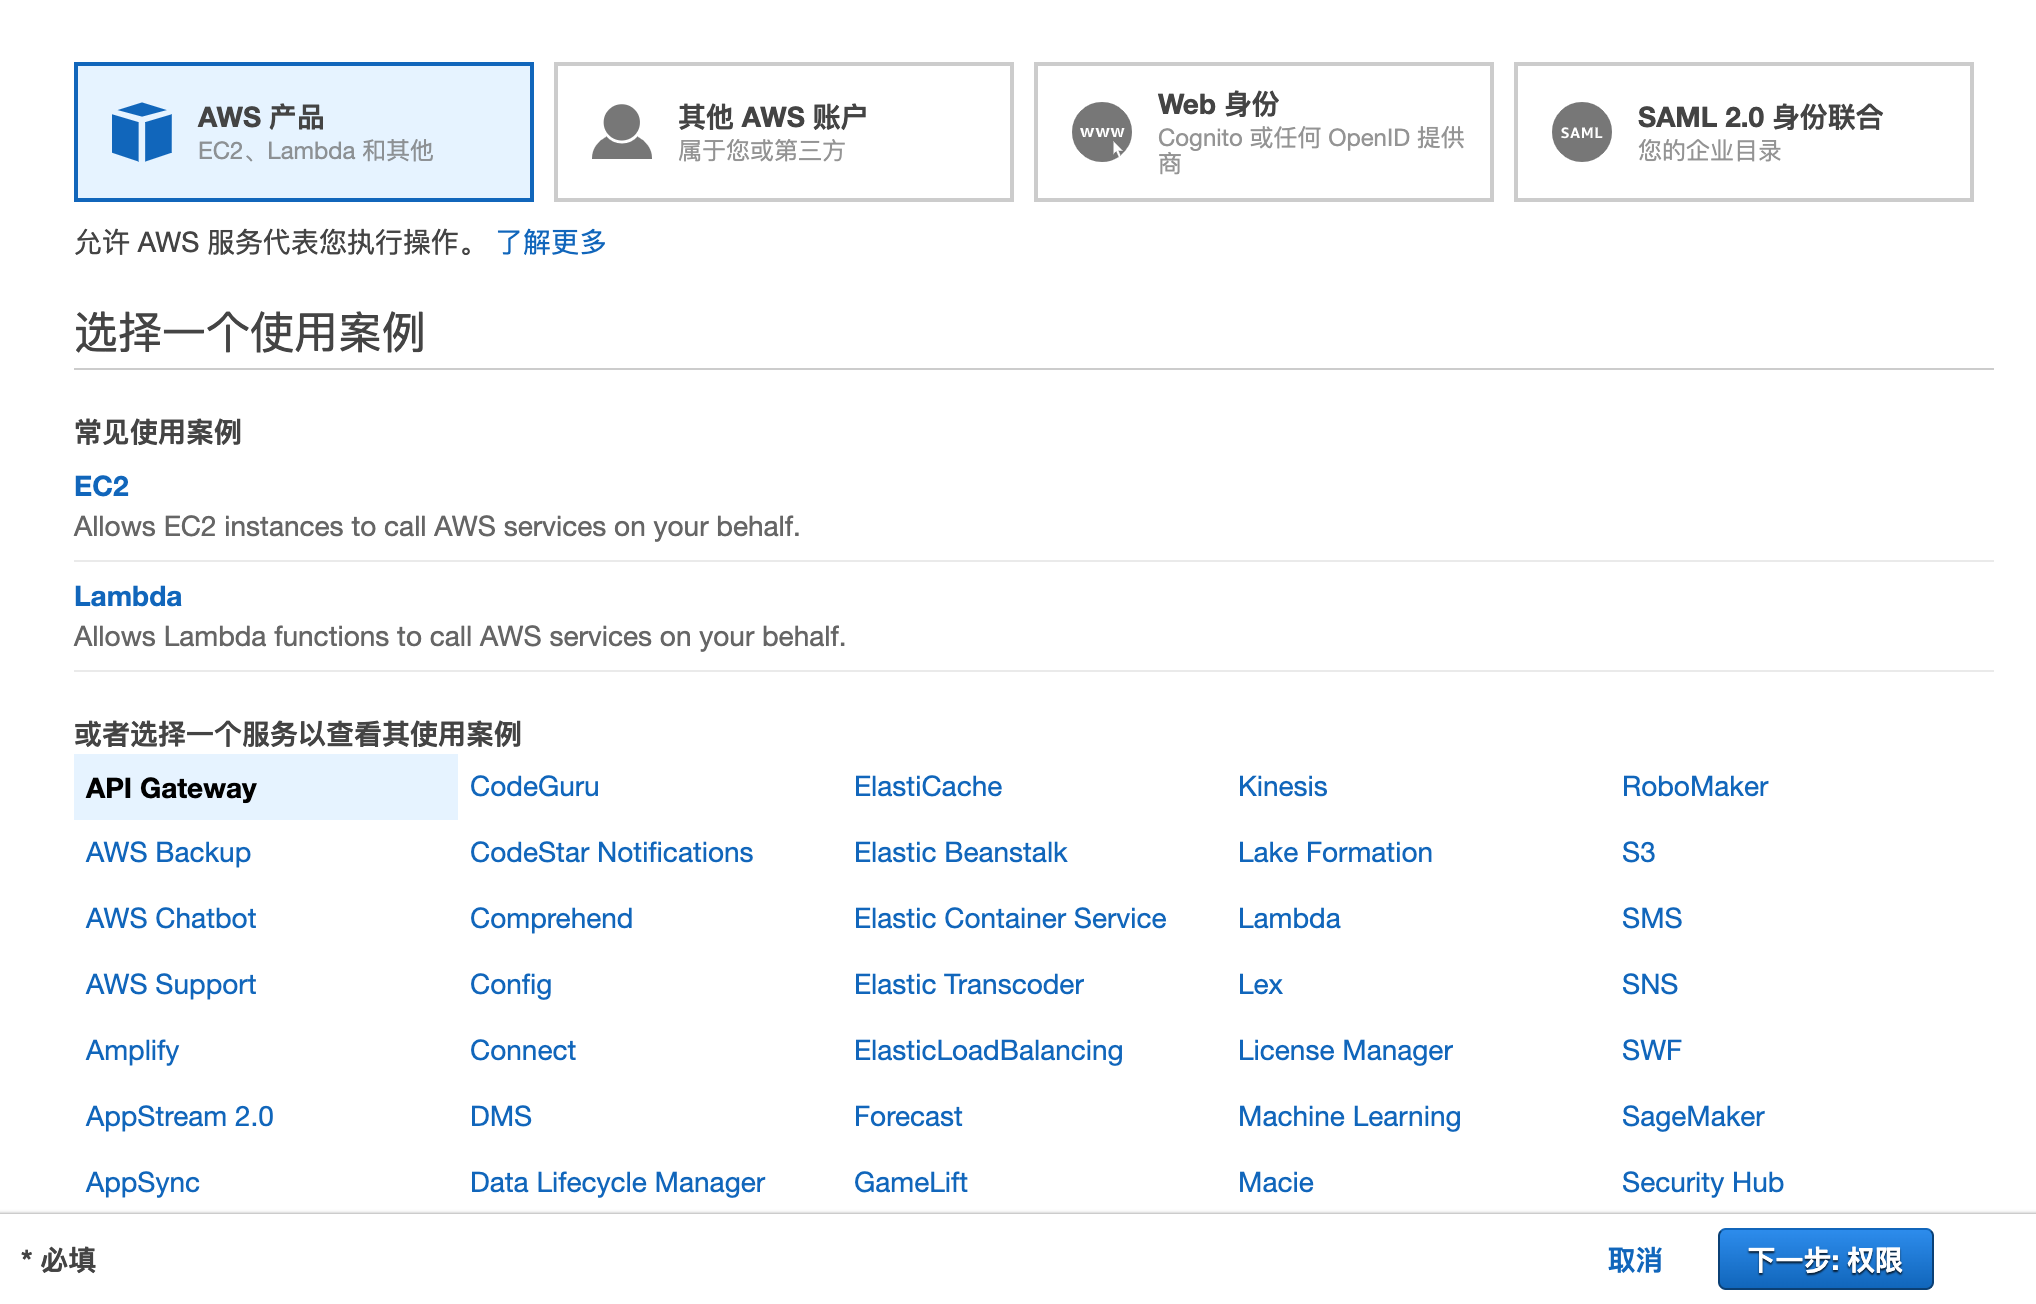 AWS 产品
EC2、Lambda 和其他
其他 AWS 账户
属于您或第三方
www
Web 身份
Cognito 或任何 OpenID 提供
商
SAML
SAML 2.0 身份联合
您的企业目录
允许 AWS 服务代表您执行操作。 了解更多
选择一个使用案例
常见使用案例
EC2
Allows EC2 instances to call AWS services on your behalf.
Lambda
Allows Lambda functions to call AWS services on your behalf.
或者选择一个服务以查看其使用案例
API Gateway CodeGuru ElastiCache Kinesis RoboMaker
AWS Backup CodeStar Notifications Elastic Beanstalk Lake Formation S3
AWS Chatbot Comprehend Elastic Container Service Lambda SMS
AWS Support Config Elastic Transcoder Lex SNS
Amplify Connect ElasticLoadBalancing License Manager SWF
AppStream 2.0 DMS Forecast Machine Learning SageMaker
AppSync Data Lifecycle Manager GameLift Macie Security Hub
* 必填 取消 下一步: 权限